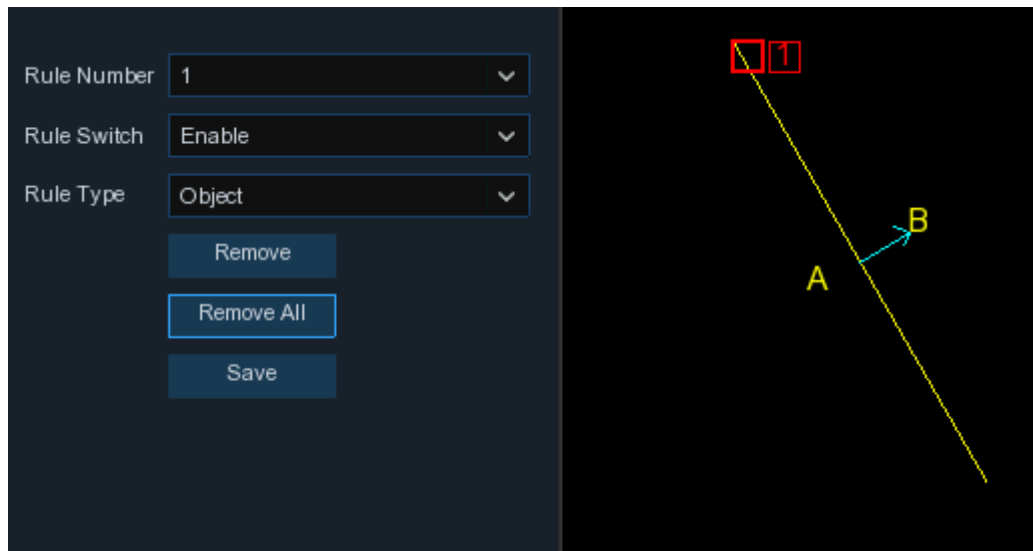 Rule Number 1
Rule Switch Enable
Rule Type Object
Remove
Remove All
Save
1
B
A